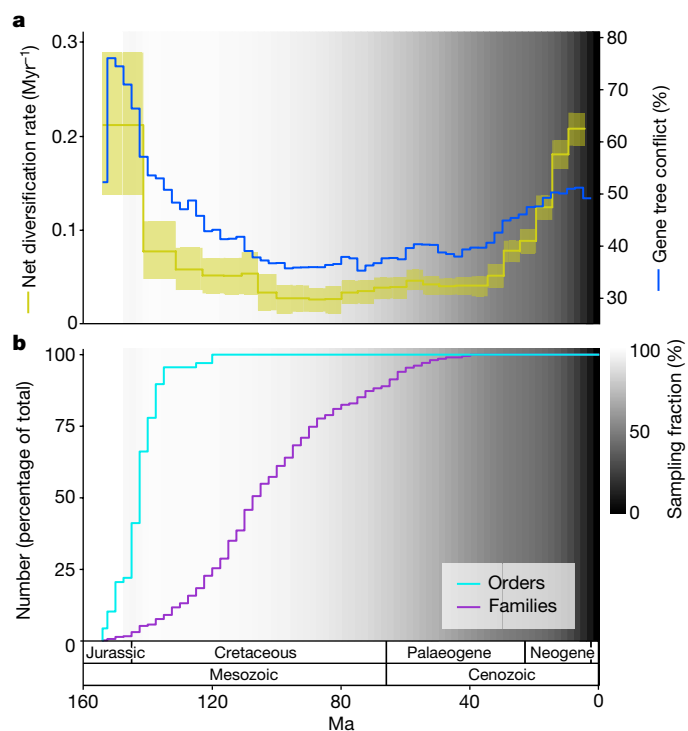 a
0.3
0.2
0.1
0
Net diversification rate (Myr⁻¹)
80
70
60
50
40
30
Gene tree conflict (%)
b
100
75
50
25
0
Number (percentage of total)
Orders
Families
100
50
0
Sampling fraction (%)
Jurassic Cretaceous Palaeogene Neogene
Mesozoic Cenozoic
160 120 80 40 0
Ma